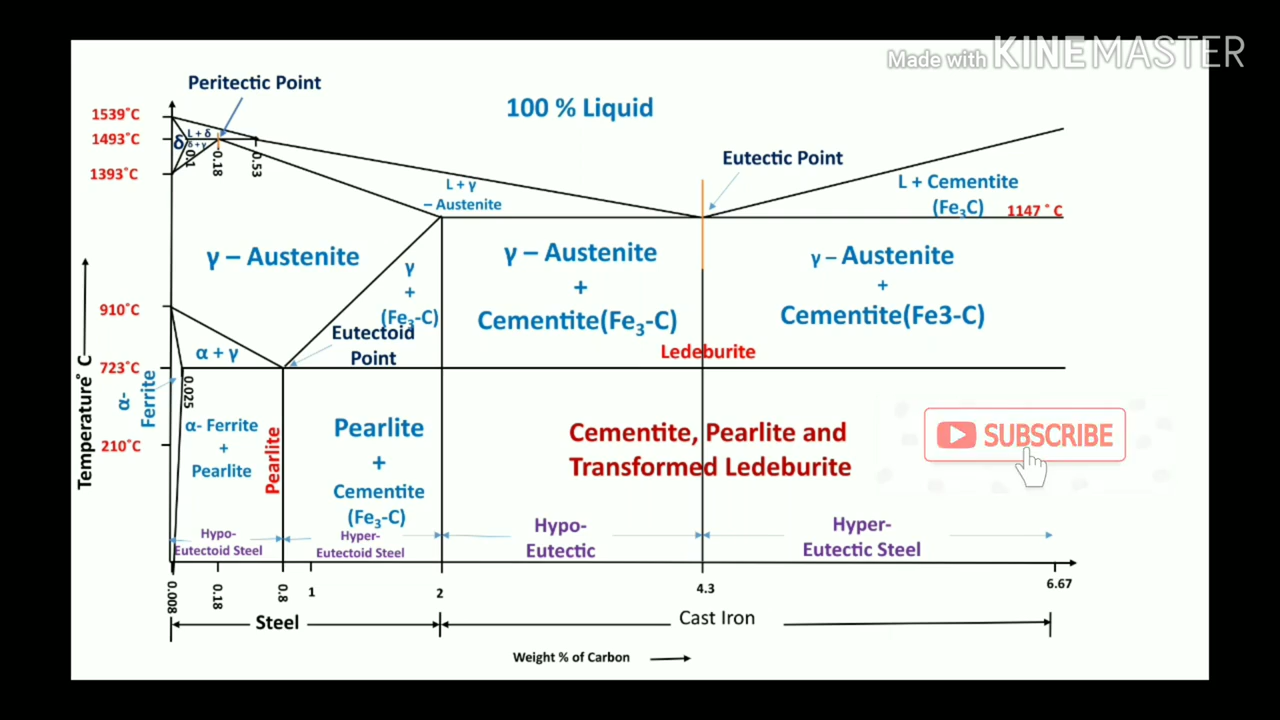 Made with KINEMASTER
Peritectic Point
100 % Liquid
1539°C
1493°C
1393°C
L + δ
δ
δ + γ
0.1
0.18
0.53
Eutectic Point
L + γ
– Austenite
L + Cementite
(Fe3C)
1147 ° C
γ – Austenite
γ
+
(Fe3-C)
γ – Austenite
+
Cementite(Fe3-C)
γ – Austenite
+
Cementite(Fe3-C)
910°C
Eutectoid
Point
Ledeburite
α + γ
723°C
Temperature° C
α-
Ferrite
0.025
210°C
α- Ferrite
+
Pearlite
Pearlite
Pearlite
+
Cementite
(Fe3-C)
Cementite, Pearlite and
Transformed Ledeburite
SUBSCRIBE
Hypo-
Eutectoid Steel
Hyper-
Eutectoid Steel
Hypo-
Eutectic
Hyper-
Eutectic Steel
0.008
0.18
0.8
1
2
4.3
6.67
Steel
Cast Iron
Weight % of Carbon